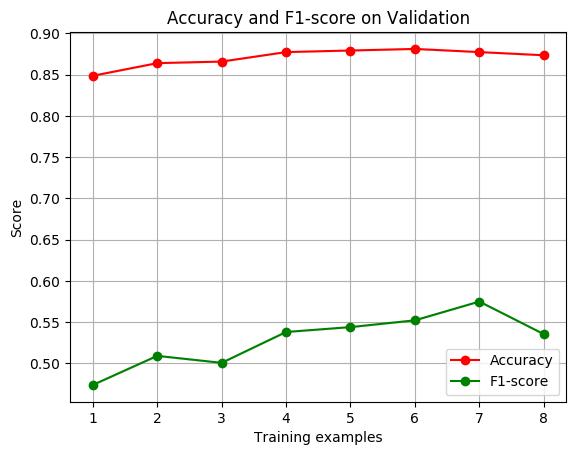 Accuracy and F1-score on Validation
0.90
0.85
0.80
0.75
0.70
0.65
0.60
0.55
0.50
Score
1 2 3 4 5 6 7 8
Training examples
Accuracy
F1-score